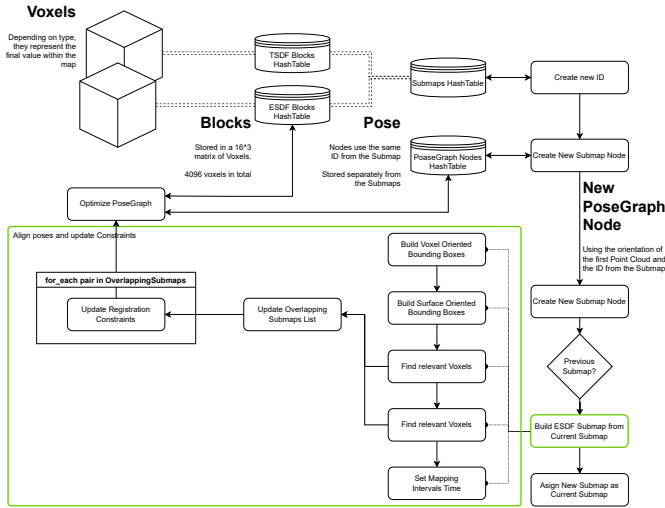 Voxels
Depending on type,
they represent the
final value within the
map
TSDF Blocks
HashTable
Submaps HashTable
Create new ID
ESDF Blocks
HashTable
Blocks
Stored in a 16^3
matrix of Voxels.
4096 voxels in total
Pose
Nodes use the same
ID from the Submap
Stored separately from
the Submaps
PoaseGraph Nodes
HashTable
Create New Submap Node
New
PoseGraph
Node
Using the orientation of
the first Point Cloud and
the ID from the Submap
Optimize PoseGraph
Align poses and update Constraints
for_each pair in OverlappingSubmaps
Update Registration
Constraints
Update Overlapping
Submaps List
Build Voxel Oriented
Bounding Boxes
Build Surface Oriented
Bounding Boxes
Find relevant Voxels
Find relevant Voxels
Set Mapping
Intervals Time
Create New Submap Node
Previous
Submap?
Build ESDF Submap from
Current Submap
Asign New Submap as
Current Submap